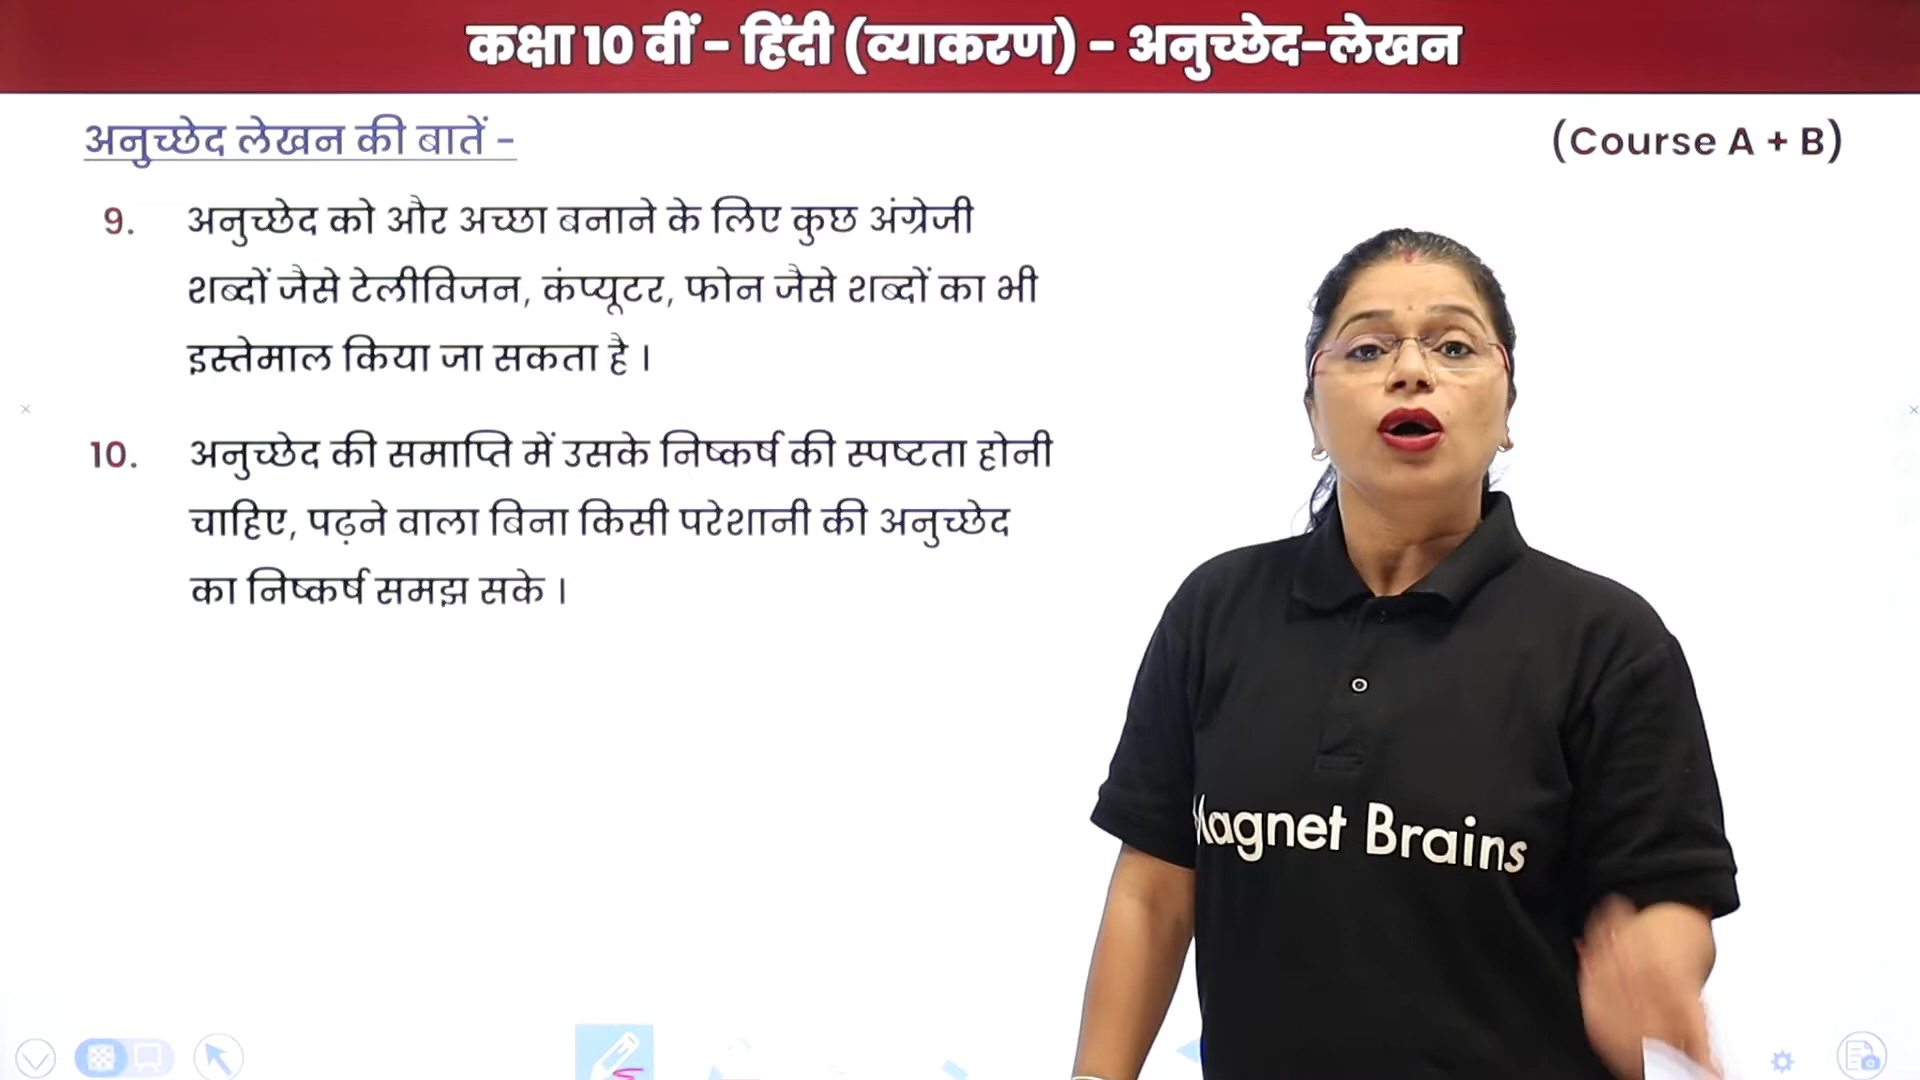 कक्षा 10 वीं - हिंदी (व्याकरण) - अनुच्छेद-लेखन
अनुच्छेद लेखन की बातें -
(Course A + B)
9. अनुच्छेद को और अच्छा बनाने के लिए कुछ अंग्रेजी
शब्दों जैसे टेलीविजन, कंप्यूटर, फोन जैसे शब्दों का भी
इस्तेमाल किया जा सकता है ।
10. अनुच्छेद की समाप्ति में उसके निष्कर्ष की स्पष्टता होनी
चाहिए, पढ़ने वाला बिना किसी परेशानी की अनुच्छेद
का निष्कर्ष समझ सके ।
Magnet Brains